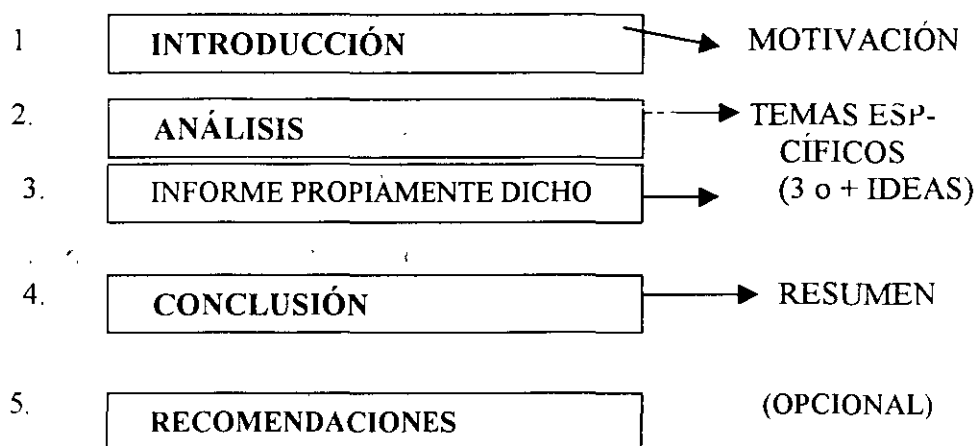 1 INTRODUCCIÓN MOTIVACIÓN
2. ANÁLISIS TEMAS ESP-
CÍFICOS
3. INFORME PROPIAMENTE DICHO (3 o + IDEAS)
4. CONCLUSIÓN RESUMEN
5. RECOMENDACIONES (OPCIONAL)